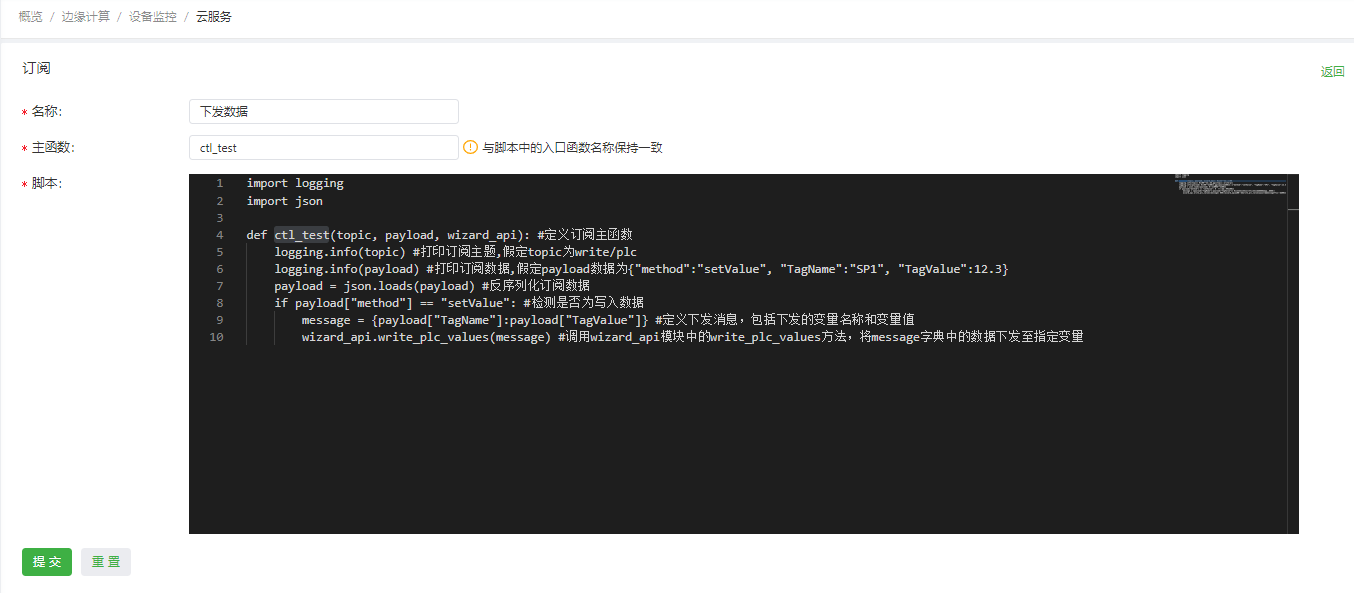 概览 / 边缘计算 / 设备监控 / 云服务
订阅
返回
* 名称: 下发数据
* 主函数: ctl_test 与脚本中的入口函数名称保持一致
* 脚本:
1 import logging
2 import json
3
4 def ctl_test(topic, payload, wizard_api): #定义订阅主函数
5 logging.info(topic) #打印订阅主题,假定topic为write/plc
6 logging.info(payload) #打印订阅数据,假定payload数据为{"method":"setValue", "TagName":"SP1", "TagValue":12.3}
7 payload = json.loads(payload) #反序列化订阅数据
8 if payload["method"] == "setValue": #检测是否为写入数据
9 message = {payload["TagName"]:payload["TagValue"]} #定义下发消息，包括下发的变量名称和变量值
10 wizard_api.write_plc_values(message) #调用wizard_api模块中的write_plc_values方法，将message字典中的数据下发至指定变量
提 交 重 置